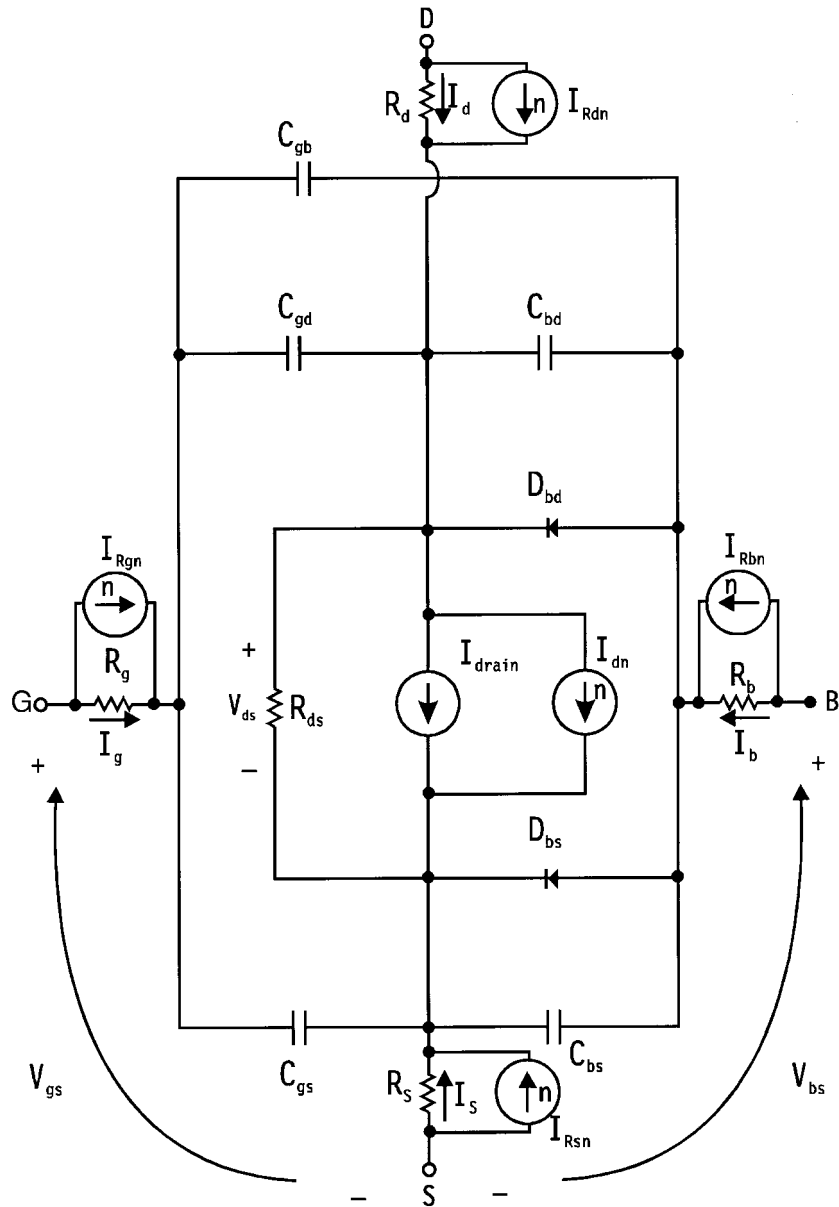 D
R_d I_d n I_Rdn
C_gb
C_gd C_bd
D_bd
I_Rgn I_Rbn
n n
R_g R_b
+ I_drain I_dn
G V_ds R_ds n B
I_g I_b
+ − +
D_bs
C_gs C_bs
V_gs R_s I_s n V_bs
I_Rsn
− S −